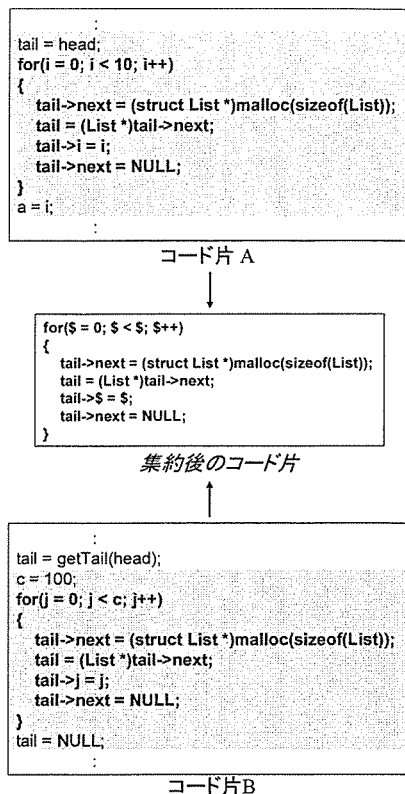 :
tail = head;
for(i = 0; i < 10; i++)
{
tail->next = (struct List *)malloc(sizeof(List));
tail = (List *)tail->next;
tail->i = i;
tail->next = NULL;
}
a = i;
:
コード片 A
for($ = 0; $ < $; $++)
{
tail->next = (struct List *)malloc(sizeof(List));
tail = (List *)tail->next;
tail->$ = $;
tail->next = NULL;
}
集約後のコード片
:
tail = getTail(head);
c = 100;
for(j = 0; j < c; j++)
{
tail->next = (struct List *)malloc(sizeof(List));
tail = (List *)tail->next;
tail->j = j;
tail->next = NULL;
}
tail = NULL;
:
コード片B